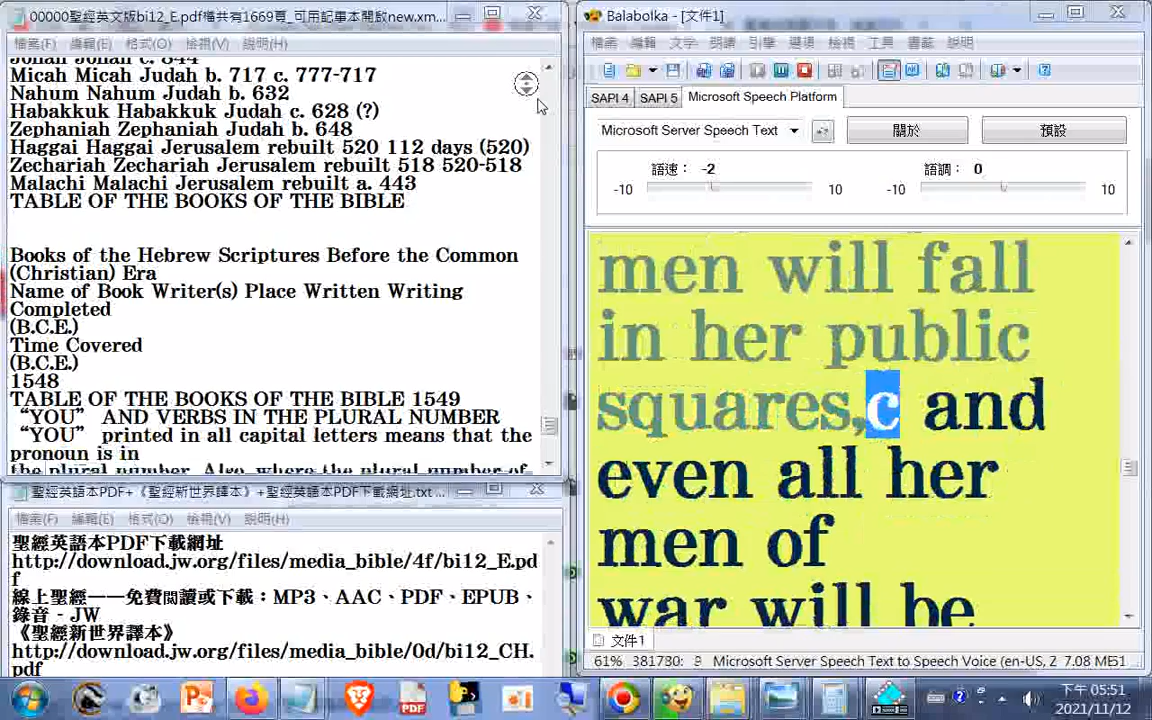 00000聖經英文版bi12_E.pdf檔共有1669頁_可用記事本開啟new.xm...
檔案(F) 編輯(E) 格式(O) 檢視(V) 說明(H)
Jonah Jonah c. 844
Micah Micah Judah b. 717 c. 777-717
Nahum Nahum Judah b. 632
Habakkuk Habakkuk Judah c. 628 (?)
Zephaniah Zephaniah Judah b. 648
Haggai Haggai Jerusalem rebuilt 520 112 days (520)
Zechariah Zechariah Jerusalem rebuilt 518 520-518
Malachi Malachi Jerusalem rebuilt a. 443
TABLE OF THE BOOKS OF THE BIBLE
Books of the Hebrew Scriptures Before the Common
(Christian) Era
Name of Book Writer(s) Place Written Writing
Completed
(B.C.E.)
Time Covered
(B.C.E.)
1548
TABLE OF THE BOOKS OF THE BIBLE 1549
“YOU” AND VERBS IN THE PLURAL NUMBER
“YOU” printed in all capital letters means that the
pronoun is in
the plural number. Also, where the plural number of
聖經英語本PDF+《聖經新世界譯本》+聖經英語本PDF下載網址.txt ...
檔案(F) 編輯(E) 格式(O) 檢視(V) 說明(H)
聖經英語本PDF下載網址
http://download.jw.org/files/media_bible/4f/bi12_E.pd
f
線上聖經——免費閱讀或下載：MP3、AAC、PDF、EPUB、
錄音 - JW
《聖經新世界譯本》
http://download.jw.org/files/media_bible/0d/bi12_CH.
pdf
Balabolka - [文件1]
檔案 編輯 文字 朗讀 引擎 選項 檢視 工具 書籤 說明
SAPI 4 SAPI 5 Microsoft Speech Platform
Microsoft Server Speech Text 關於 預設
語速： -2 語調： 0
-10 10 -10 10
men will fall
in her public
squares,c and
even all her
men of
war will be
文件1
61% 381780: 9 Microsoft Server Speech Text to Speech Voice (en-US, Z 7.08 ME51
下午 05:51
2021/11/12